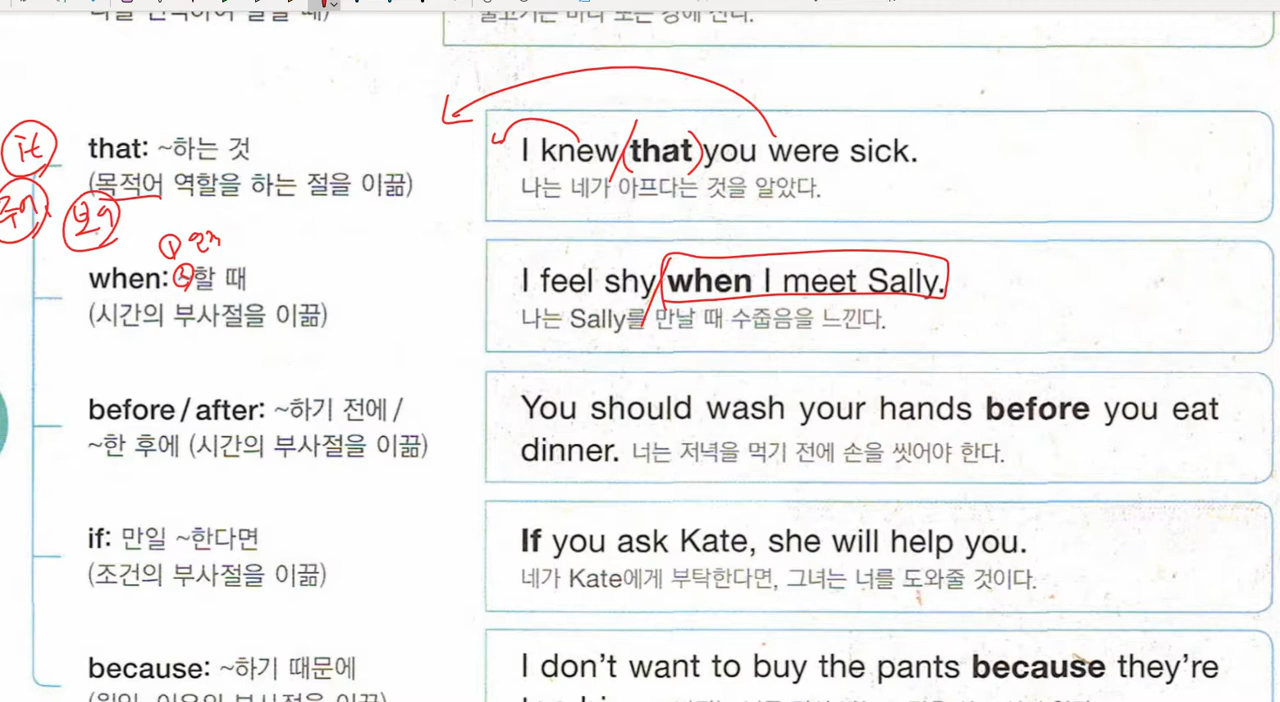 that: ~하는 것
(목적어 역할을 하는 절을 이끎)
I knew that you were sick.
나는 네가 아프다는 것을 알았다.
it
주어
보어
① 언제
when: ~할 때
(시간의 부사절을 이끎)
I feel shy when I meet Sally.
나는 Sally를 만날 때 수줍음을 느낀다.
before / after: ~하기 전에 /
~한 후에 (시간의 부사절을 이끎)
You should wash your hands before you eat
dinner. 너는 저녁을 먹기 전에 손을 씻어야 한다.
if: 만일 ~한다면
(조건의 부사절을 이끎)
If you ask Kate, she will help you.
네가 Kate에게 부탁한다면, 그녀는 너를 도와줄 것이다.
because: ~하기 때문에
I don't want to buy the pants because they're